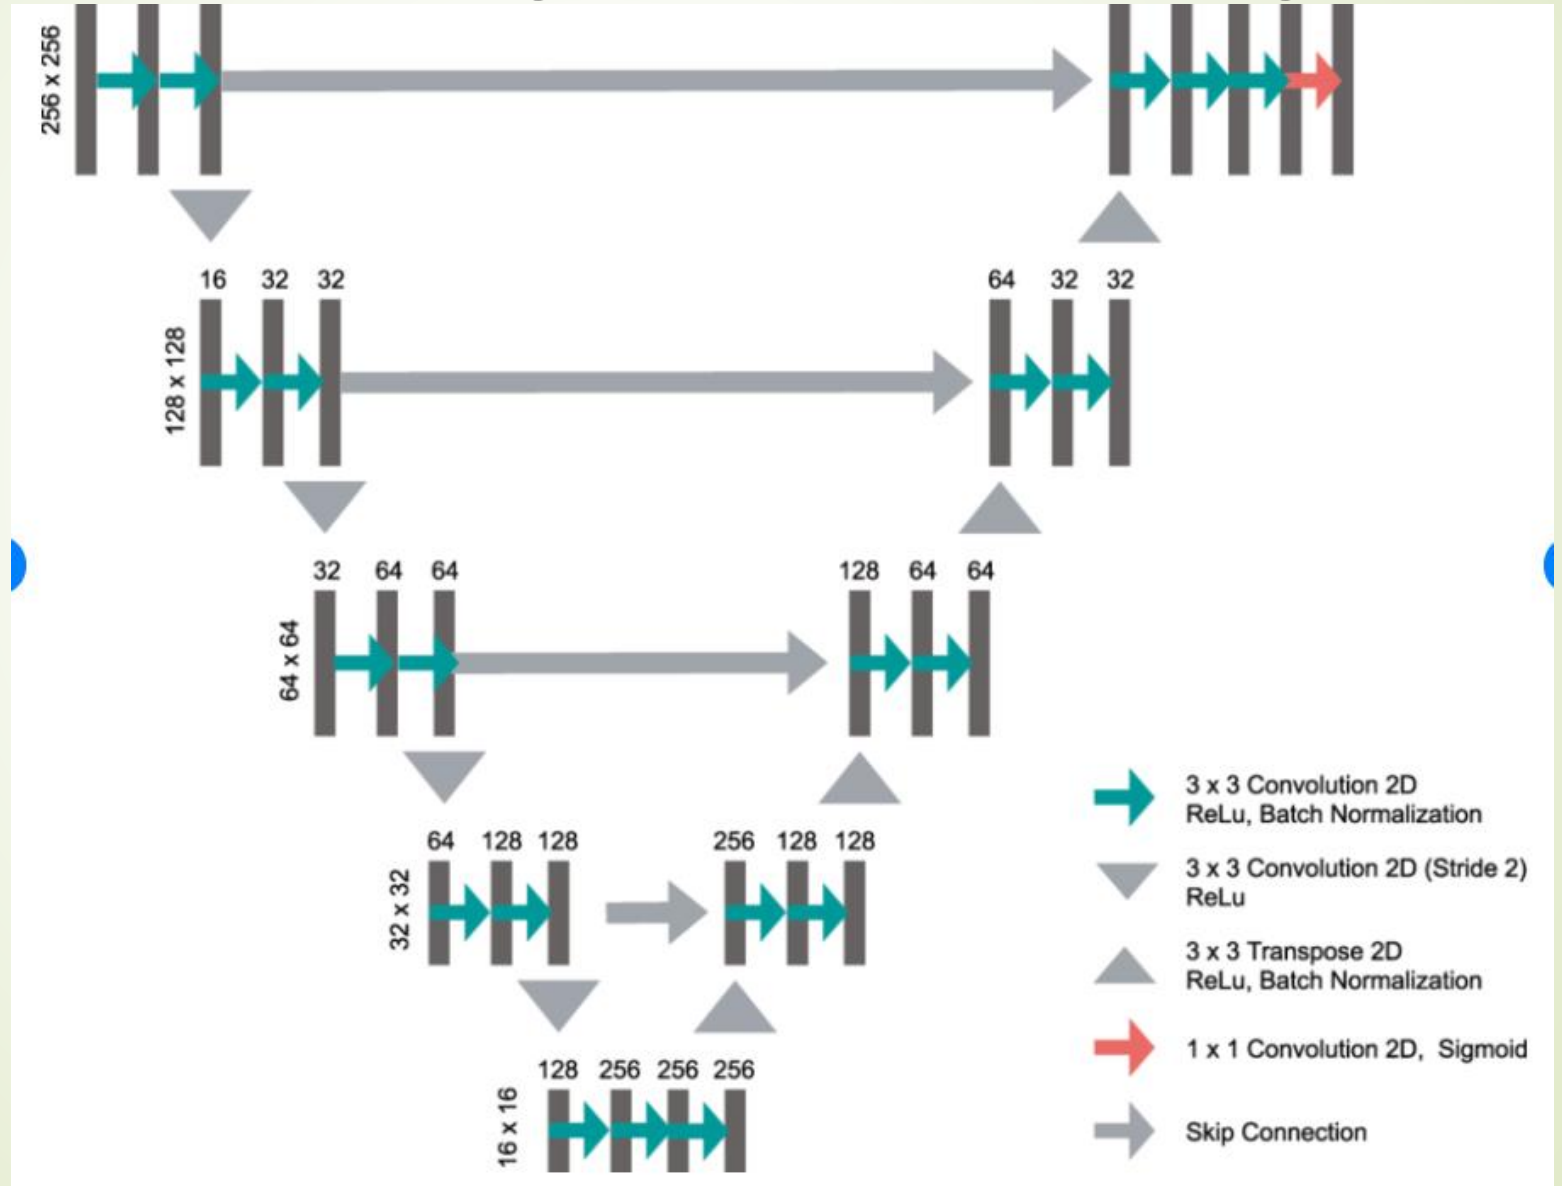 256 x 256
16 32 32
64 32 32
128 x 128
32 64 64
128 64 64
64 x 64
64 128 128
256 128 128
32 x 32
128 256 256 256
16 x 16
3 x 3 Convolution 2D
ReLu, Batch Normalization
3 x 3 Convolution 2D (Stride 2)
ReLu
3 x 3 Transpose 2D
ReLu, Batch Normalization
1 x 1 Convolution 2D, Sigmoid
Skip Connection